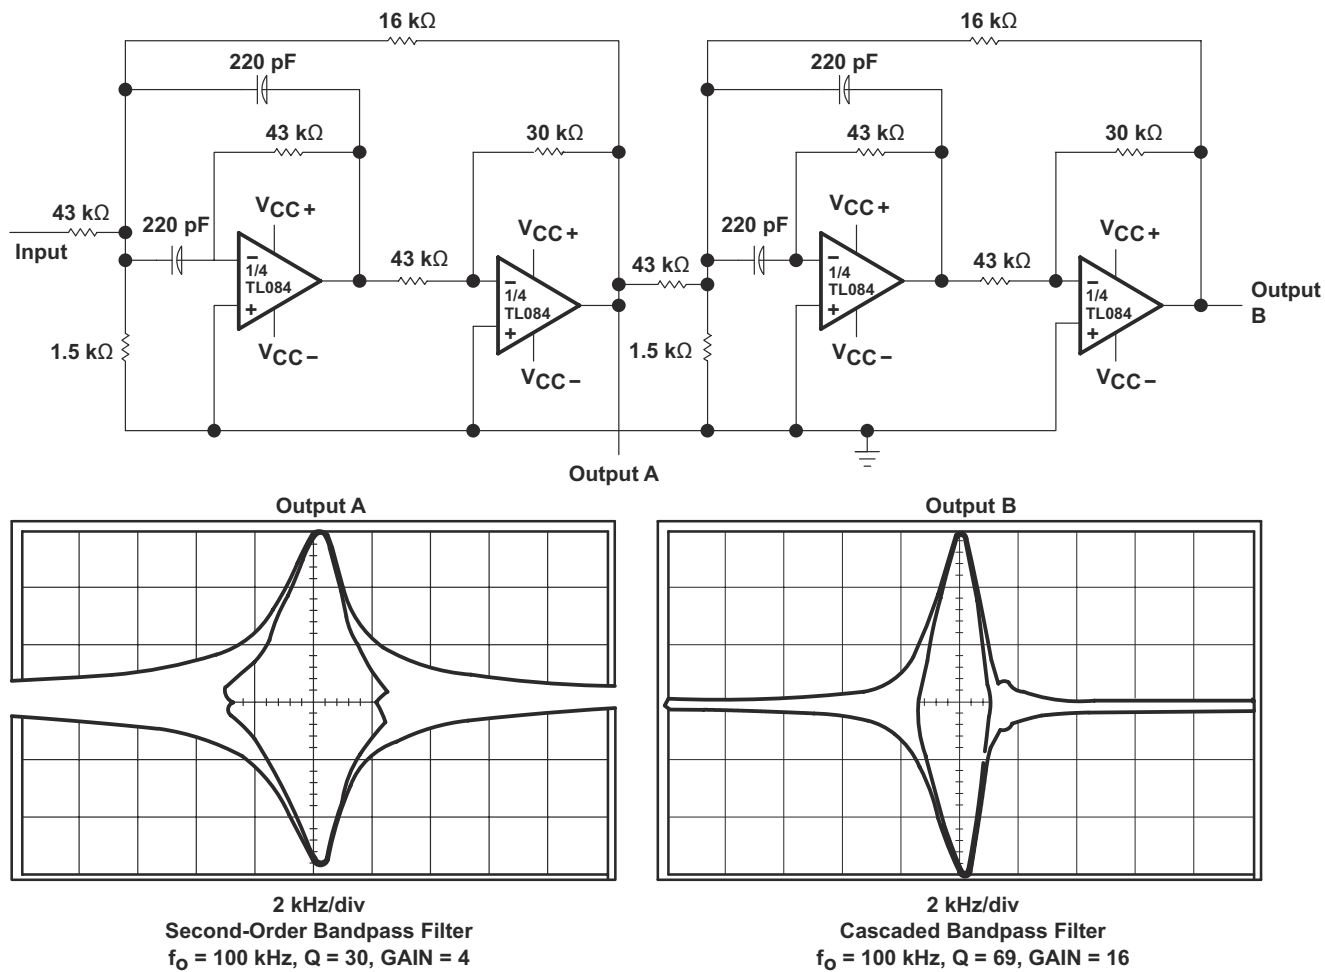 16 kΩ
16 kΩ
220 pF
220 pF
43 kΩ
30 kΩ
43 kΩ
30 kΩ
43 kΩ
Input
220 pF
VCC+
−
1/4
TL084
+
VCC−
43 kΩ
VCC+
−
1/4
TL084
+
VCC−
1.5 kΩ
43 kΩ
220 pF
VCC+
−
1/4
TL084
+
VCC−
43 kΩ
VCC+
−
1/4
TL084
+
VCC−
1.5 kΩ
Output
B
Output A
Output A
Output B
2 kHz/div
Second-Order Bandpass Filter
fo = 100 kHz, Q = 30, GAIN = 4
2 kHz/div
Cascaded Bandpass Filter
fo = 100 kHz, Q = 69, GAIN = 16